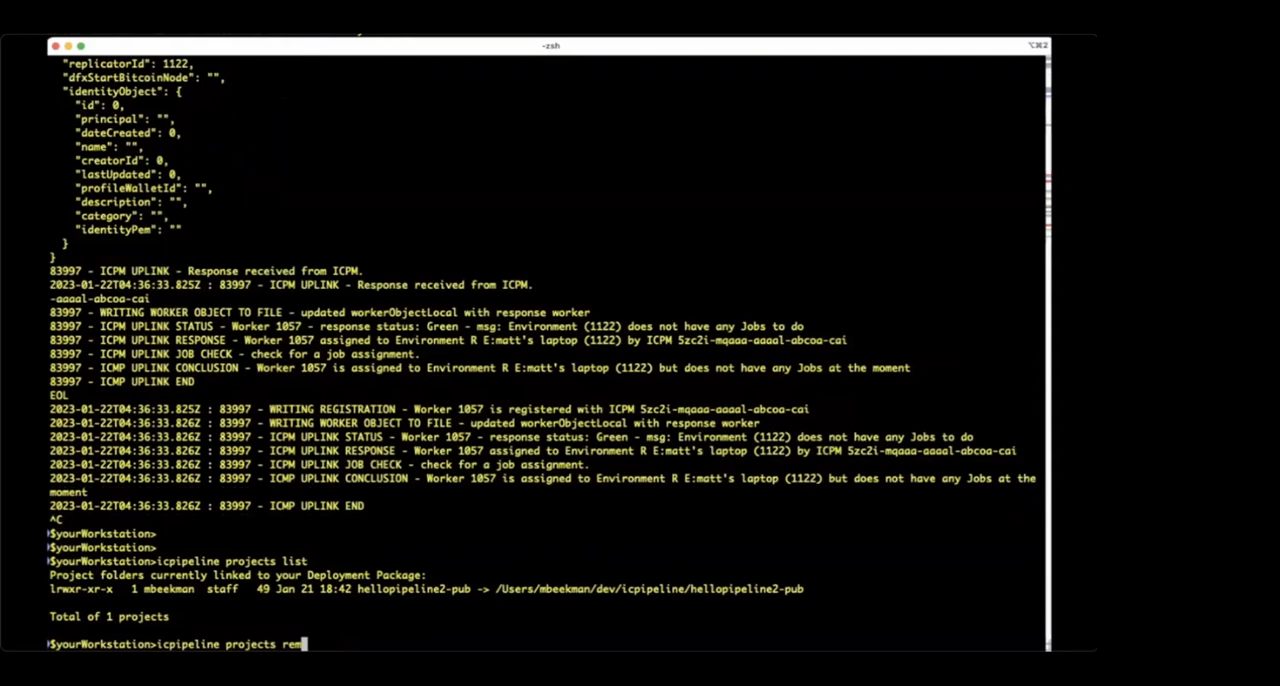 -zsh
⌥⌘2
"replicatorId": 1122,
"dfxStartBitcoinNode": "",
"identityObject": {
"id": 0,
"principal": "",
"dateCreated": 0,
"name": "",
"creatorId": 0,
"lastUpdated": 0,
"profileWalletId": "",
"description": "",
"category": "",
"identityPem": ""
}
}
83997 - ICPM UPLINK - Response received from ICPM.
2023-01-22T04:36:33.825Z : 83997 - ICPM UPLINK - Response received from ICPM.
-aaaal-abcoa-cai
83997 - WRITING WORKER OBJECT TO FILE - updated workerObjectLocal with response worker
83997 - ICPM UPLINK STATUS - Worker 1057 - response status: Green - msg: Environment (1122) does not have any Jobs to do
83997 - ICPM UPLINK RESPONSE - Worker 1057 assigned to Environment R E:matt's laptop (1122) by ICPM 5zc2i-mqaaa-aaaal-abcoa-cai
83997 - ICPM UPLINK JOB CHECK - check for a job assignment.
83997 - ICMP UPLINK CONCLUSION - Worker 1057 is assigned to Environment R E:matt's laptop (1122) but does not have any Jobs at the moment
83997 - ICMP UPLINK END
EOL
2023-01-22T04:36:33.825Z : 83997 - WRITING REGISTRATION - Worker 1057 is registered with ICPM 5zc2i-mqaaa-aaaal-abcoa-cai
2023-01-22T04:36:33.826Z : 83997 - WRITING WORKER OBJECT TO FILE - updated workerObjectLocal with response worker
2023-01-22T04:36:33.826Z : 83997 - ICPM UPLINK STATUS - Worker 1057 - response status: Green - msg: Environment (1122) does not have any Jobs to do
2023-01-22T04:36:33.826Z : 83997 - ICPM UPLINK RESPONSE - Worker 1057 assigned to Environment R E:matt's laptop (1122) by ICPM 5zc2i-mqaaa-aaaal-abcoa-cai
2023-01-22T04:36:33.826Z : 83997 - ICPM UPLINK JOB CHECK - check for a job assignment.
2023-01-22T04:36:33.826Z : 83997 - ICMP UPLINK CONCLUSION - Worker 1057 is assigned to Environment R E:matt's laptop (1122) but does not have any Jobs at the
moment
2023-01-22T04:36:33.826Z : 83997 - ICMP UPLINK END
^C
$yourWorkstation>
$yourWorkstation>
$yourWorkstation>icpipeline projects list
Project folders currently linked to your Deployment Package:
lrwxr-xr-x 1 mbeekman staff 49 Jan 21 18:42 hellopipeline2-pub -> /Users/mbeekman/dev/icpipeline/hellopipeline2-pub
Total of 1 projects
$yourWorkstation>icpipeline projects rem